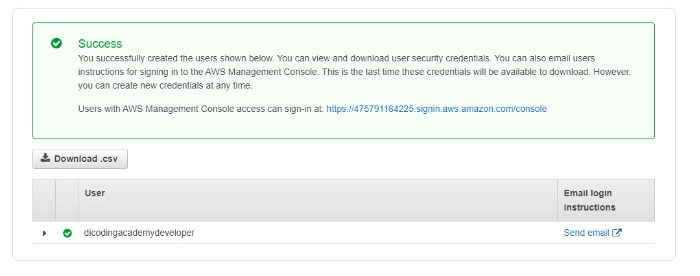 Success
You successfully created the users shown below. You can view and download user security credentials. You can also email users
instructions for signing in to the AWS Management Console. This is the last time these credentials will be available to download. However,
you can create new credentials at any time.
Users with AWS Management Console access can sign-in at: https://475791184225.signin.aws.amazon.com/console
Download .csv
User
Email login
instructions
dicodingacademydeveloper
Send email